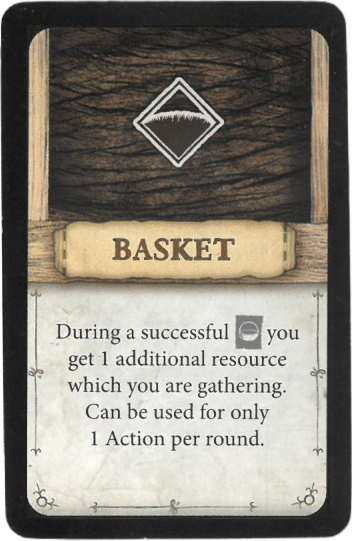 BASKET
During a successful you
get 1 additional resource
which you are gathering.
Can be used for only
1 Action per round.